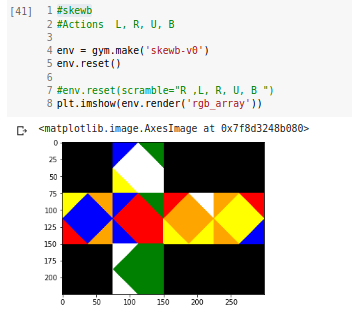 [41]
1 #skewb
2 #Actions L, R, U, B
3
4 env = gym.make('skewb-v0')
5 env.reset()
6
7 #env.reset(scramble="R ,L, R, U, B ")
8 plt.imshow(env.render('rgb_array'))
<matplotlib.image.AxesImage at 0x7f8d3248b080>
0
25
50
75
100
125
150
175
200
0 50 100 150 200 250